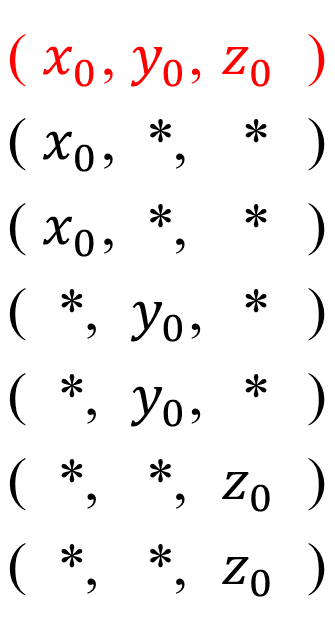 ( x₀, y₀, z₀ )
( x₀, *, * )
( x₀, *, * )
( *, y₀, * )
( *, y₀, * )
( *, *, z₀ )
( *, *, z₀ )